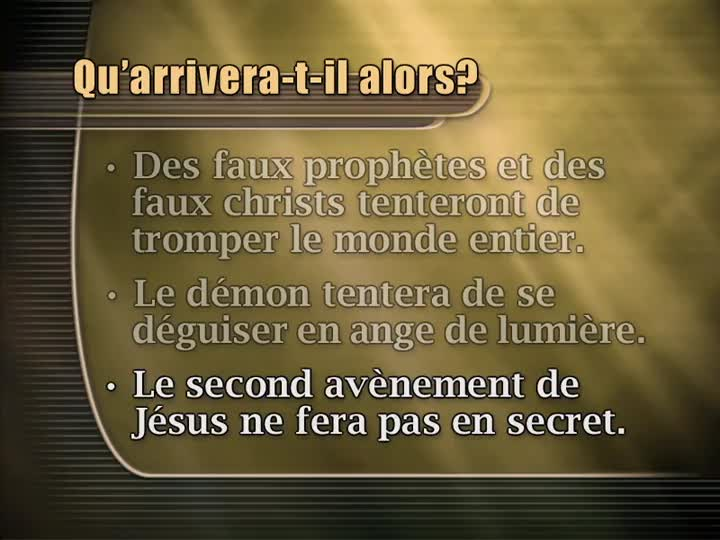 Qu’arrivera-t-il alors?
• Des faux prophètes et des
faux christs tenteront de
tromper le monde entier.
• Le démon tentera de se
déguiser en ange de lumière.
• Le second avènement de
Jésus ne fera pas en secret.